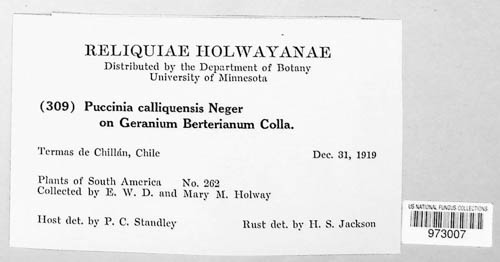 RELIQUIAE HOLWAYANAE
Distributed by the Department of Botany
University of Minnesota
(309) Puccinia calliquensis Neger
on Geranium Berterianum Colla.
Termas de Chillán, Chile Dec. 31, 1919
Plants of South America No. 262
Collected by E. W. D. and Mary M. Holway
Host det. by P. C. Standley Rust det. by H. S. Jackson
US NATIONAL FUNGUS COLLECTIONS
973007